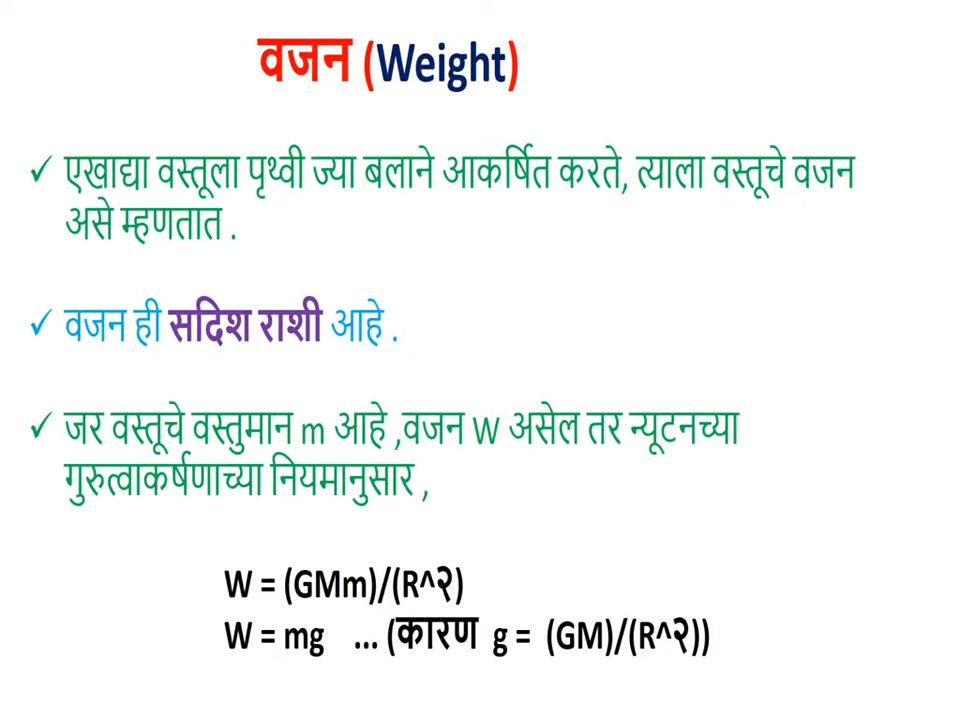 वजन (Weight)
✓ एखाद्या वस्तूला पृथ्वी ज्या बलाने आकर्षित करते, त्याला वस्तूचे वजन
असे म्हणतात .
✓ वजन ही सदिश राशी आहे .
✓ जर वस्तूचे वस्तुमान m आहे ,वजन W असेल तर न्यूटनच्या
गुरुत्वाकर्षणाच्या नियमानुसार ,
W = (GMm)/(R^२)
W = mg ... (कारण g = (GM)/(R^२))